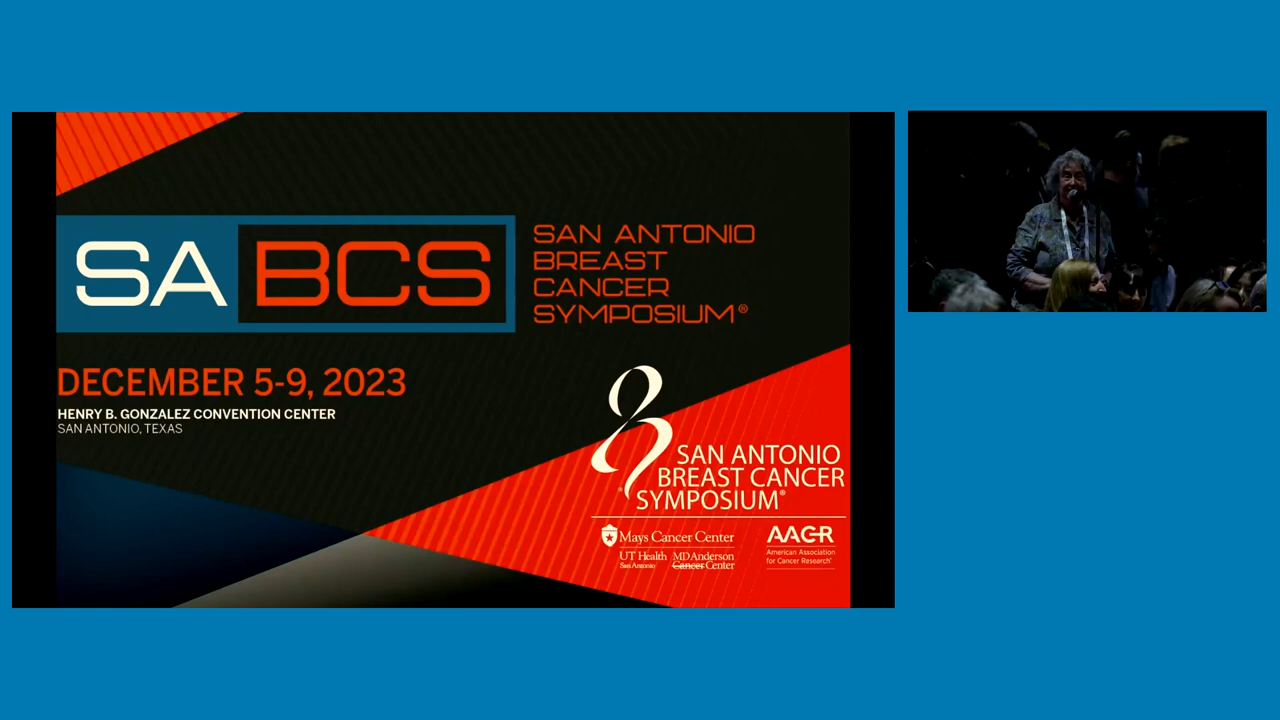 SA BCS
SAN ANTONIO
BREAST
CANCER
SYMPOSIUM®
DECEMBER 5-9, 2023
HENRY B. GONZALEZ CONVENTION CENTER
SAN ANTONIO, TEXAS
SAN ANTONIO
BREAST CANCER
SYMPOSIUM®
Mays Cancer Center
UT Health
San Antonio
MD Anderson
Cancer Center
AACR
American Association
for Cancer Research®